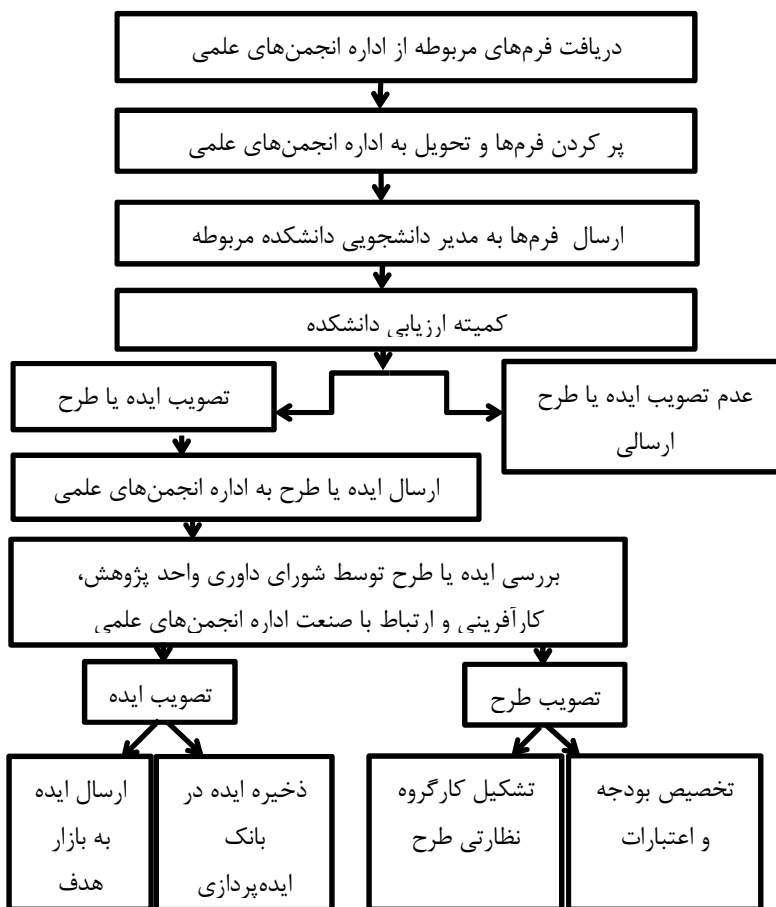 دریافت فرم‌های مربوطه از اداره انجمن‌های علمی
پر کردن فرم‌ها و تحویل به اداره انجمن‌های علمی
ارسال فرم‌ها به مدیر دانشجویی دانشکده مربوطه
کمیته ارزیابی دانشکده
عدم تصویب ایده یا طرح
ارسالی
تصویب ایده یا طرح
ارسال ایده یا طرح به اداره انجمن‌های علمی
بررسی ایده یا طرح توسط شورای داوری واحد پژوهش،
کارآفرینی و ارتباط با صنعت اداره انجمن‌های علمی
تصویب طرح
تصویب ایده
تخصیص بودجه
و اعتبارات
تشکیل کارگروه
نظارتی طرح
ذخیره ایده در
بانک
ایده‌پردازی
ارسال ایده
به بازار
هدف